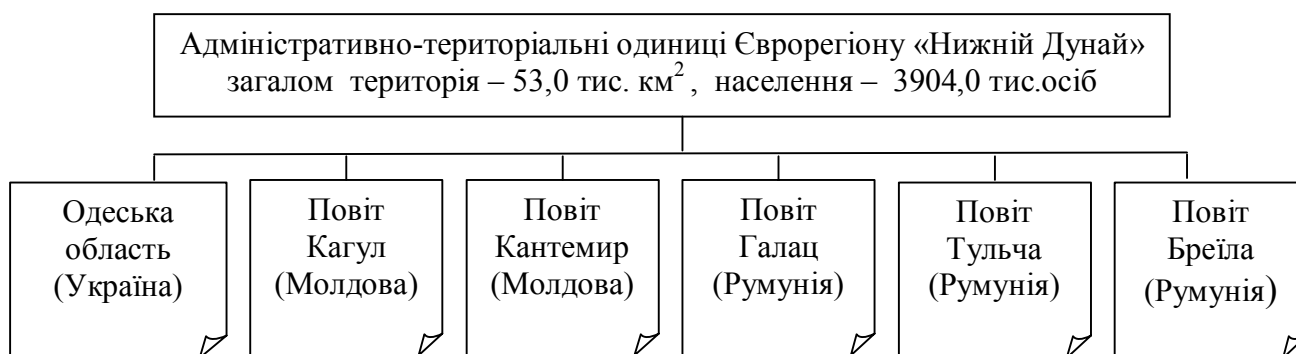 Адміністративно-територіальні одиниці Єврорегіону «Нижній Дунай»
загалом територія – 53,0 тис. км², населення – 3904,0 тис.осіб
Одеська
область
(Україна)
Повіт
Кагул
(Молдова)
Повіт
Кантемир
(Молдова)
Повіт
Галац
(Румунія)
Повіт
Тульча
(Румунія)
Повіт
Бреїла
(Румунія)